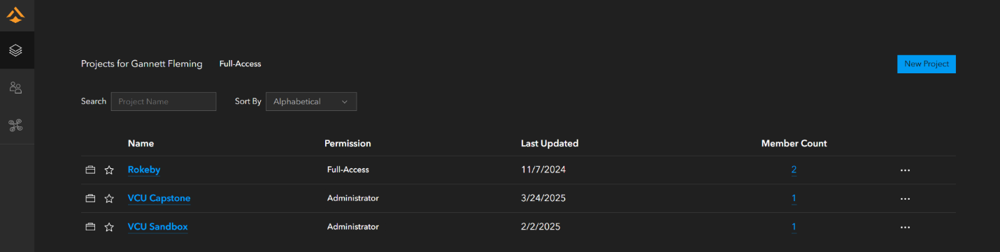 Projects for Gannett Fleming Full-Access New Project
Search Project Name Sort By Alphabetical
Name Permission Last Updated Member Count
Rokeby Full-Access 11/7/2024 2 ...
VCU Capstone Administrator 3/24/2025 1 ...
VCU Sandbox Administrator 2/2/2025 1 ...